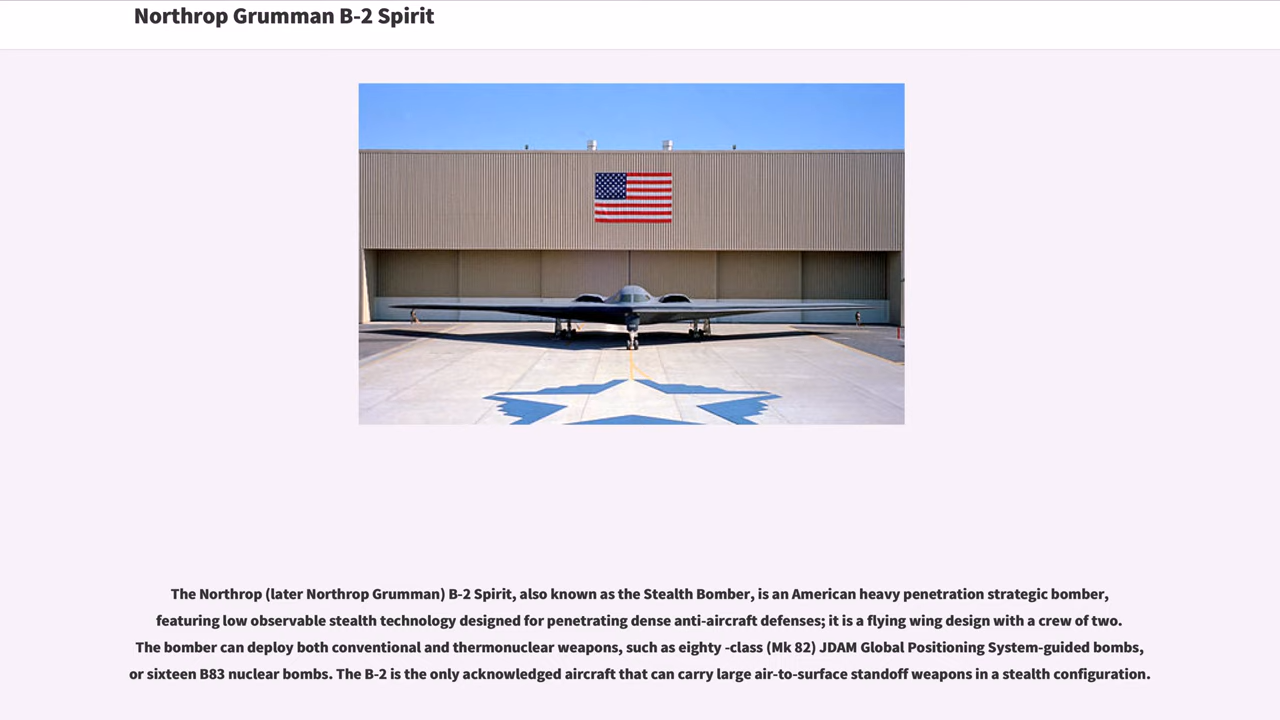 Northrop Grumman B-2 Spirit
The Northrop (later Northrop Grumman) B-2 Spirit, also known as the Stealth Bomber, is an American heavy penetration strategic bomber,
featuring low observable stealth technology designed for penetrating dense anti-aircraft defenses; it is a flying wing design with a crew of two.
The bomber can deploy both conventional and thermonuclear weapons, such as eighty -class (Mk 82) JDAM Global Positioning System-guided bombs,
or sixteen B83 nuclear bombs. The B-2 is the only acknowledged aircraft that can carry large air-to-surface standoff weapons in a stealth configuration.